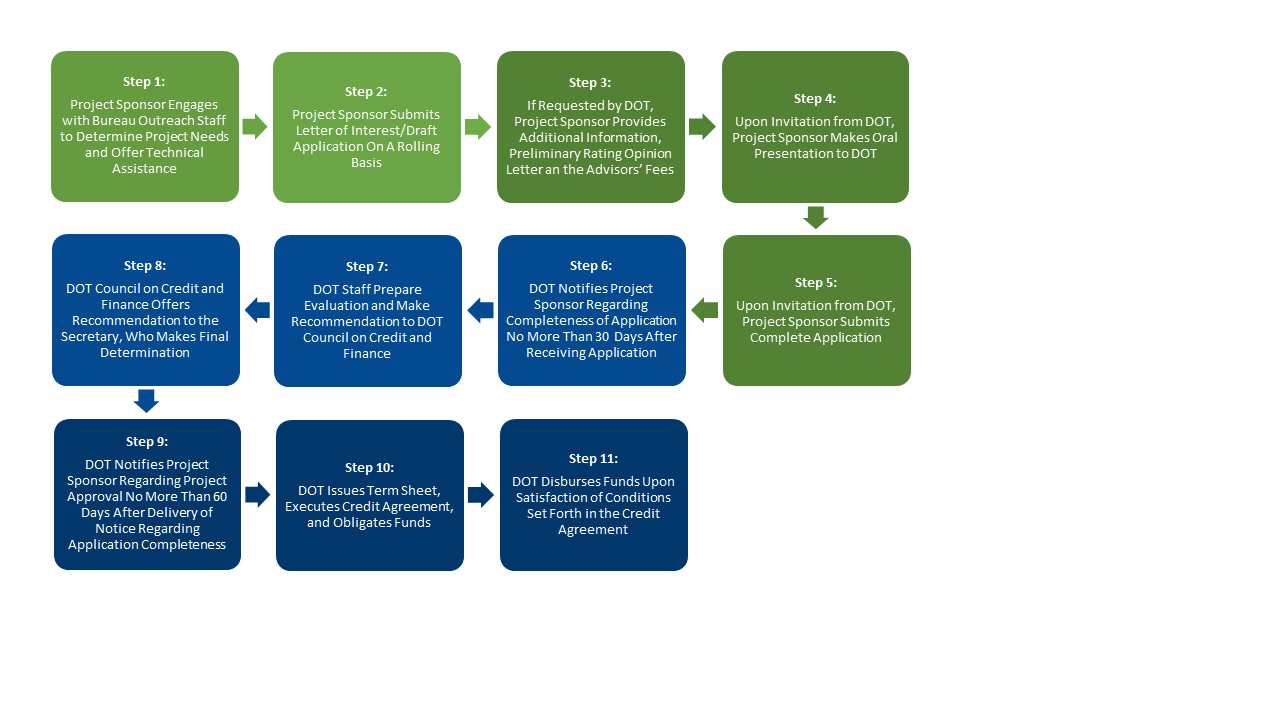 Step 1:
Project Sponsor Engages
with Bureau Outreach Staff
to Determine Project Needs
and Offer Technical
Assistance
Step 2:
Project Sponsor Submits
Letter of Interest/Draft
Application On A Rolling
Basis
Step 3:
If Requested by DOT,
Project Sponsor Provides
Additional Information,
Preliminary Rating Opinion
Letter an the Advisors’ Fees
Step 4:
Upon Invitation from DOT,
Project Sponsor Makes Oral
Presentation to DOT
Step 5:
Upon Invitation from DOT,
Project Sponsor Submits
Complete Application
Step 6:
DOT Notifies Project
Sponsor Regarding
Completeness of Application
No More Than 30 Days After
Receiving Application
Step 7:
DOT Staff Prepare
Evaluation and Make
Recommendation to DOT
Council on Credit and
Finance
Step 8:
DOT Council on Credit and
Finance Offers
Recommendation to the
Secretary, Who Makes Final
Determination
Step 9:
DOT Notifies Project
Sponsor Regarding Project
Approval No More Than 60
Days After Delivery of
Notice Regarding
Application Completeness
Step 10:
DOT Issues Term Sheet,
Executes Credit Agreement,
and Obligates Funds
Step 11:
DOT Disburses Funds Upon
Satisfaction of Conditions
Set Forth in the Credit
Agreement